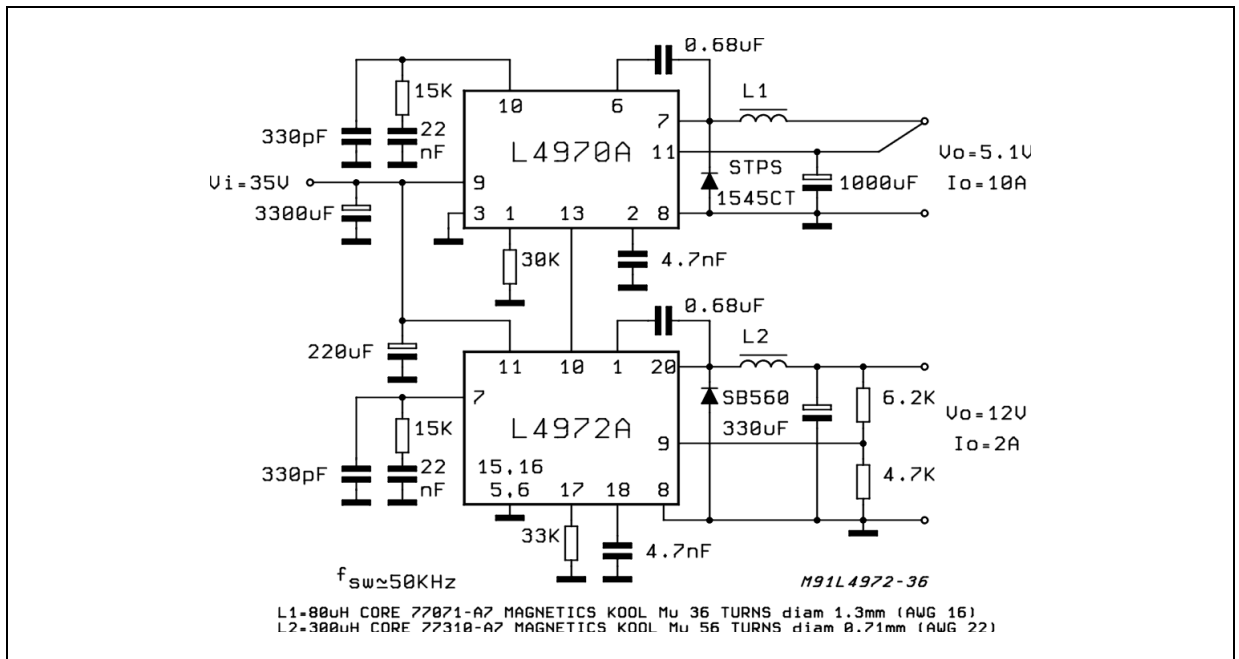 0.68uF
15K
10
6
L1
330pF
22
nF
L4970A
7
11
Vo=5.1V
STPS
1545CT
1000uF
Io=10A
Vi=35V
9
3300uF
3
1
13
2
8
30K
4.7nF
0.68uF
L2
220uF
11
10
1
20
7
SB560
6.2K
330uF
Vo=12V
15K
L4972A
9
Io=2A
330pF
22
nF
15,16
5,6
17
18
8
4.7K
33K
4.7nF
fsw≃50KHz
M91L4972-36
L1=80uH CORE 77071-A7 MAGNETICS KOOL Mu 36 TURNS diam 1.3mm (AWG 16)
L2=300uH CORE 77310-A7 MAGNETICS KOOL Mu 56 TURNS diam 0.71mm (AWG 22)